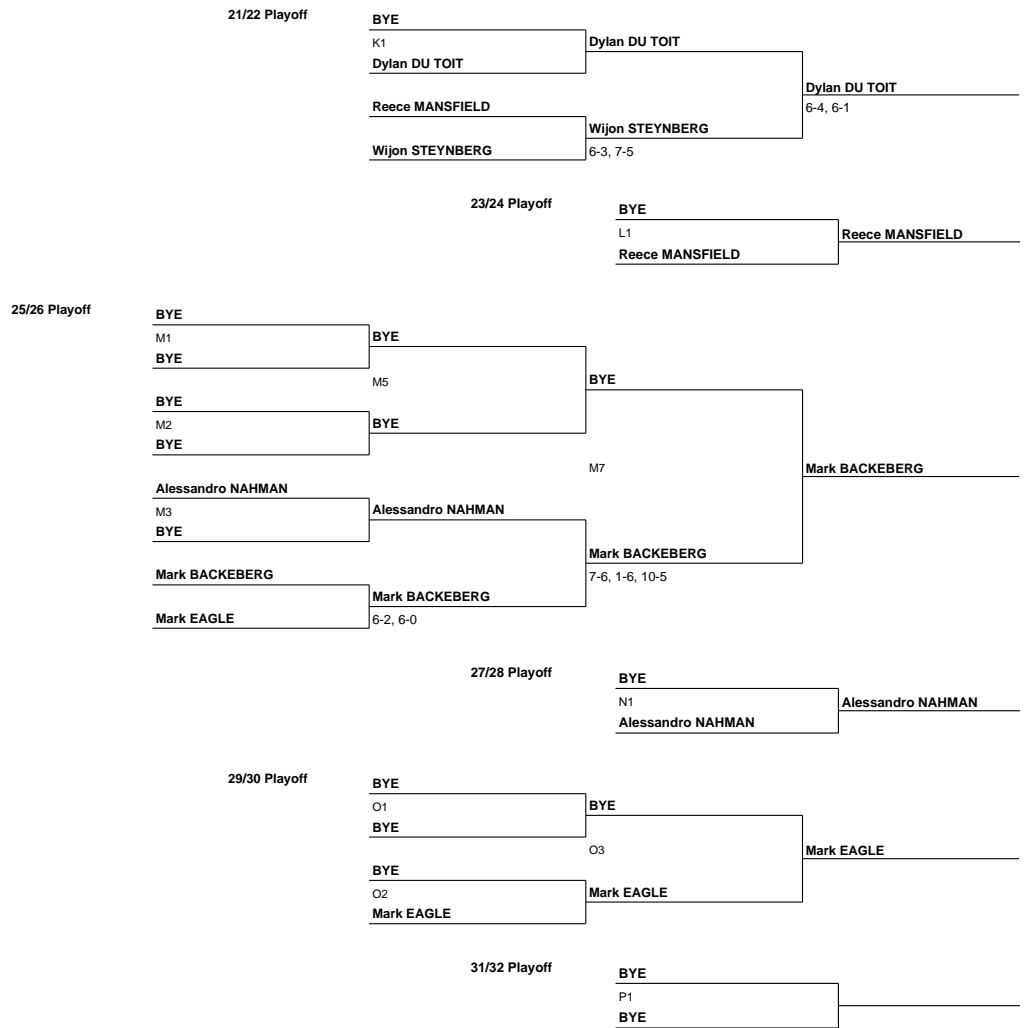 21/22 Playoff
BYE
K1
Dylan DU TOIT
Dylan DU TOIT
Dylan DU TOIT
6-4, 6-1
Reece MANSFIELD
Wijon STEYNBERG
Wijon STEYNBERG
6-3, 7-5
23/24 Playoff
BYE
L1
Reece MANSFIELD
Reece MANSFIELD
25/26 Playoff
BYE
M1
BYE
BYE
M5
BYE
BYE
M2
BYE
BYE
M7
Mark BACKEBERG
Alessandro NAHMAN
M3
Alessandro NAHMAN
BYE
Mark BACKEBERG
7-6, 1-6, 10-5
Mark BACKEBERG
Mark BACKEBERG
Mark EAGLE
6-2, 6-0
27/28 Playoff
BYE
N1
Alessandro NAHMAN
Alessandro NAHMAN
29/30 Playoff
BYE
O1
BYE
BYE
O3
Mark EAGLE
BYE
O2
Mark EAGLE
Mark EAGLE
31/32 Playoff
BYE
P1
BYE